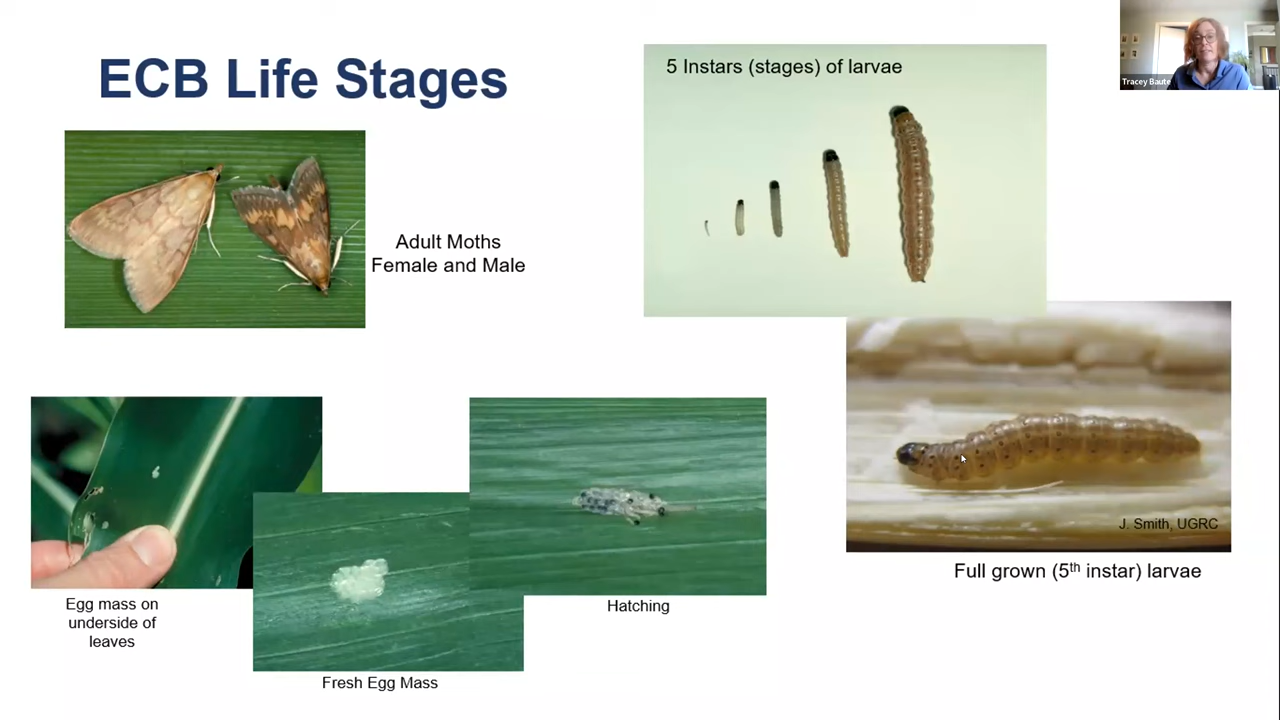 ECB Life Stages
Adult Moths
Female and Male
5 Instars (stages) of larvae
Tracey Baute
J. Smith, UGRC
Full grown (5th instar) larvae
Egg mass on
underside of
leaves
Fresh Egg Mass
Hatching